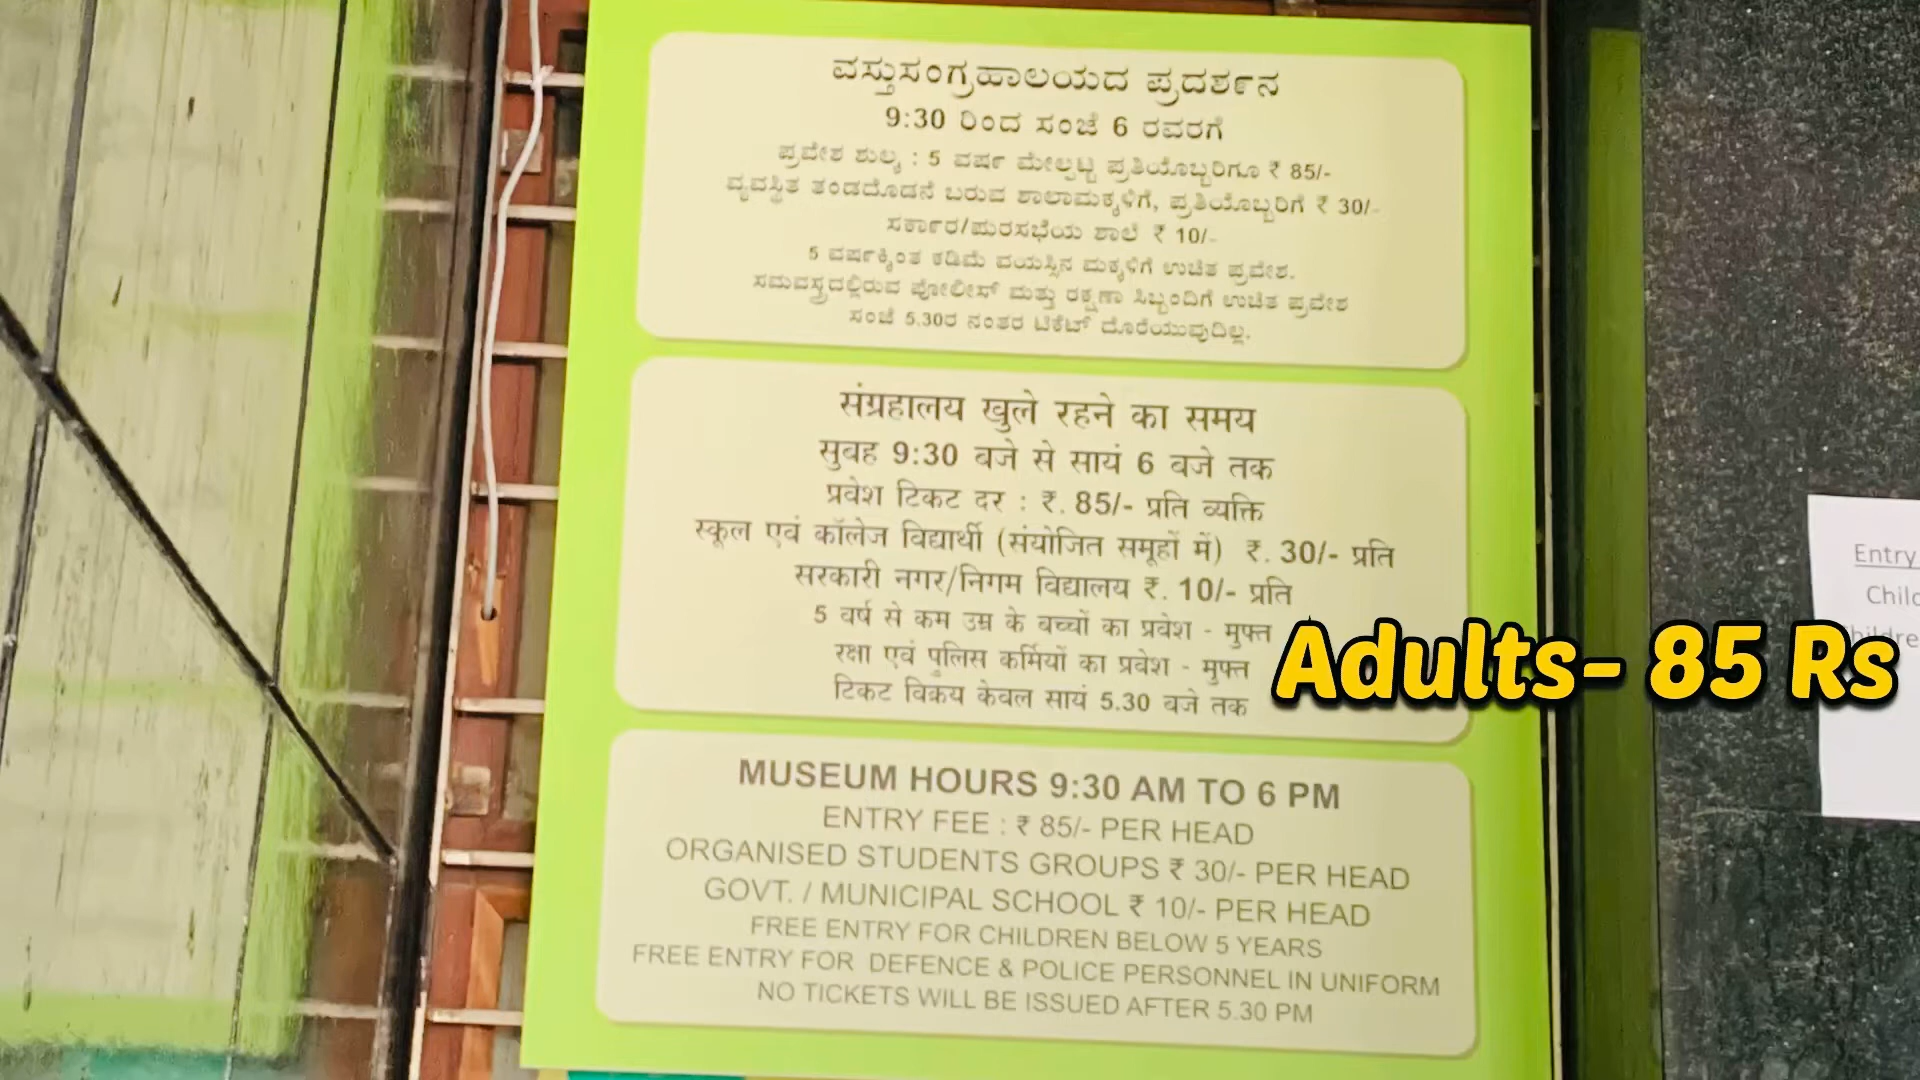 ವಸ್ತುಸಂಗ್ರಹಾಲಯದ ಪ್ರದರ್ಶನ
9:30 ರಿಂದ ಸಂಜೆ 6 ರವರಗೆ
ಪ್ರವೇಶ ಶುಲ್ಕ : 5 ವರ್ಷ ಮೇಲ್ಪಟ್ಟ ಪ್ರತಿಯೊಬ್ಬರಿಗೂ ₹ 85/-
ವ್ಯವಸ್ಥಿತ ತಂಡದೊಡನೆ ಬರುವ ಶಾಲಾಮಕ್ಕಳಿಗೆ, ಪ್ರತಿಯೊಬ್ಬರಿಗೆ ₹ 30/-
ಸರ್ಕಾರ/ಪುರಸಭೆಯ ಶಾಲೆ ₹ 10/-
5 ವರ್ಷಕ್ಕಿಂತ ಕಡಿಮೆ ವಯಸ್ಸಿನ ಮಕ್ಕಳಿಗೆ ಉಚಿತ ಪ್ರವೇಶ.
ಸಮವಸ್ತ್ರದಲ್ಲಿರುವ ಪೋಲೀಸ್ ಮತ್ತು ರಕ್ಷಣಾ ಸಿಬ್ಬಂದಿಗೆ ಉಚಿತ ಪ್ರವೇಶ
ಸಂಜೆ 5.30ರ ನಂತರ ಟಿಕೆಟ್ ದೊರೆಯುವುದಿಲ್ಲ.
संग्रहालय खुले रहने का समय
सुबह 9:30 बजे से सायं 6 बजे तक
प्रवेश टिकट दर : ₹. 85/- प्रति व्यक्ति
स्कूल एवं कॉलेज विद्यार्थी (संयोजित समूहों में) ₹. 30/- प्रति
सरकारी नगर/निगम विद्यालय ₹. 10/- प्रति
5 वर्ष से कम उम्र के बच्चों का प्रवेश - मुफ्त
रक्षा एवं पुलिस कर्मियों का प्रवेश - मुफ्त
टिकट विक्रय केवल सायं 5.30 बजे तक
Adults- 85 Rs
MUSEUM HOURS 9:30 AM TO 6 PM
ENTRY FEE : ₹ 85/- PER HEAD
ORGANISED STUDENTS GROUPS ₹ 30/- PER HEAD
GOVT. / MUNICIPAL SCHOOL ₹ 10/- PER HEAD
FREE ENTRY FOR CHILDREN BELOW 5 YEARS
FREE ENTRY FOR DEFENCE & POLICE PERSONNEL IN UNIFORM
NO TICKETS WILL BE ISSUED AFTER 5.30 PM
Entry